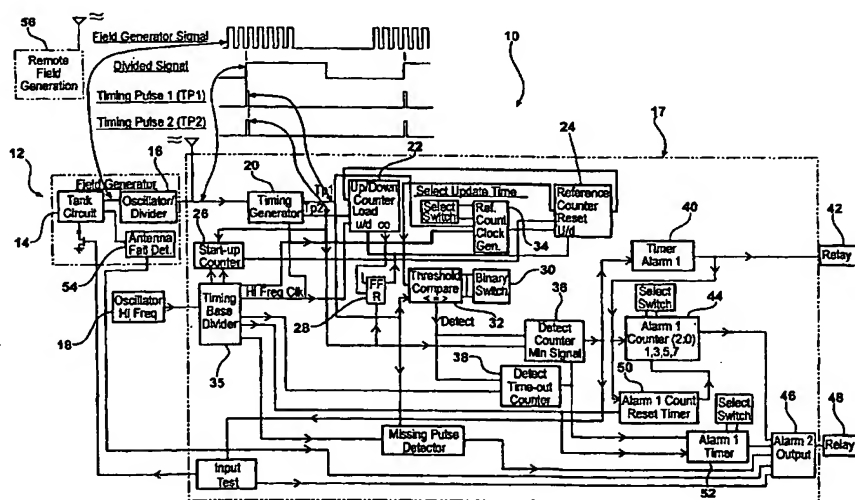 56
Remote Field Generation
Field Generator Signal
Divided Signal
Timing Pulse 1 (TP1)
Timing Pulse 2 (TP2)
10
17
12
Field Generator
Tank Circuit
14
16
Oscillator/ Divider
Antenna Fail Det.
54
20
Timing Generator
Tp1
Tp2
22
Up/Down Counter Load
u/d co
Select Update Time
Select Switch
Ref. Count Clock Gen.
34
24
Reference Counter Reset
U/d
26
Start-up Counter
Hi Freq Clk
Oscillator Hi Freq
18
Timing Base Divider
35
FF R
28
Threshold Compare
< = >
32
Binary Switch
30
Detect
36
Detect Counter Min Signal
38
Detect Time-out Counter
40
Timer Alarm 1
42
Relay
Select Switch
44
Alarm 1 Counter (2:0) 1,3,5,7
50
Alarm 1 Count Reset Timer
Select Switch
Alarm 1 Timer
52
46
Alarm 2 Output
48
Relay
Missing Pulse Detector
Input Test